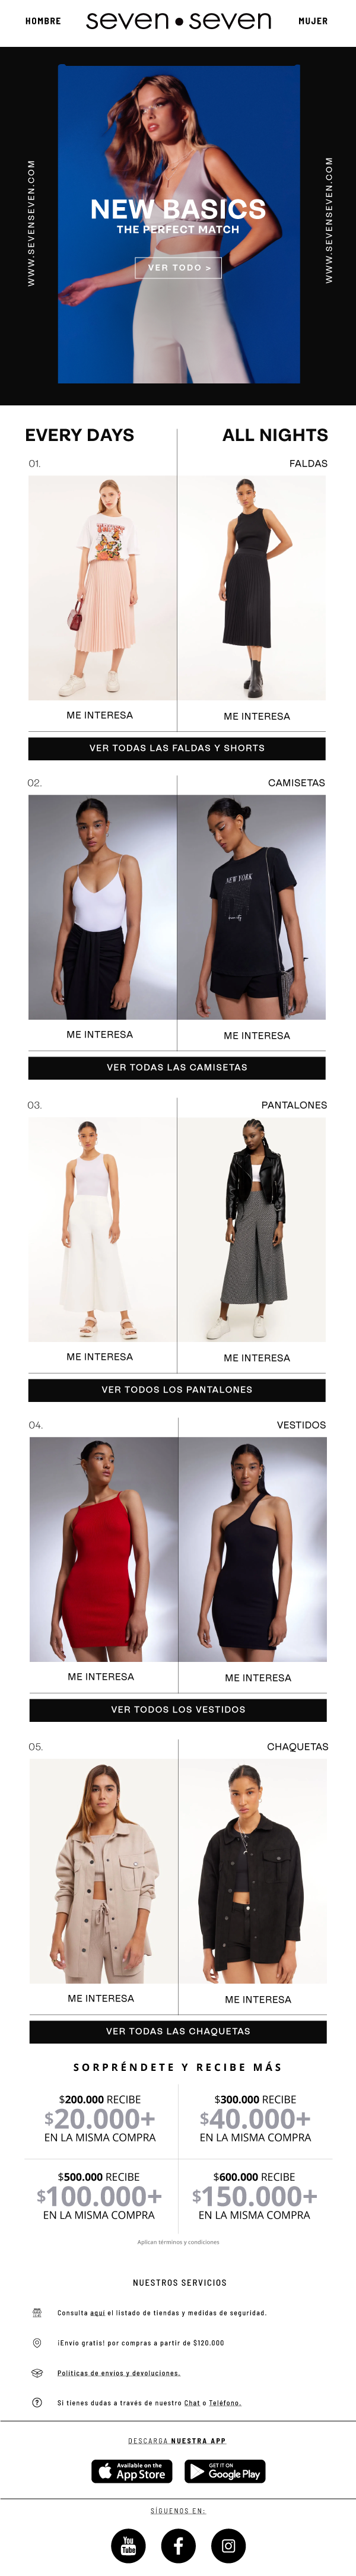 HOMBRE
seven•seven
MUJER
WWW.SEVENSEVEN.COM
WWW.SEVENSEVEN.COM
NEW BASICS
THE PERFECT MATCH
VER TODO >
EVERY DAYS
ALL NIGHTS
01.
FALDAS
ME INTERESA
ME INTERESA
VER TODAS LAS FALDAS Y SHORTS
02.
CAMISETAS
NEW YORK
ME INTERESA
ME INTERESA
VER TODAS LAS CAMISETAS
03.
PANTALONES
ME INTERESA
ME INTERESA
VER TODOS LOS PANTALONES
04.
VESTIDOS
ME INTERESA
ME INTERESA
VER TODOS LOS VESTIDOS
05.
CHAQUETAS
ME INTERESA
ME INTERESA
VER TODAS LAS CHAQUETAS
SORPRÉNDETE Y RECIBE MÁS
$200.000 RECIBE
$20.000+
EN LA MISMA COMPRA
$300.000 RECIBE
$40.000+
EN LA MISMA COMPRA
$500.000 RECIBE
$100.000+
EN LA MISMA COMPRA
$600.000 RECIBE
$150.000+
EN LA MISMA COMPRA
Aplican términos y condiciones
NUESTROS SERVICIOS
Consulta aquí el listado de tiendas y medidas de seguridad.
¡Envío gratis! por compras a partir de $120.000
Políticas de envíos y devoluciones.
Si tienes dudas a través de nuestro Chat o Teléfono.
DESCARGA NUESTRA APP
Available on the
App Store
GET IT ON
Google Play
SÍGUENOS EN:
You
Tube